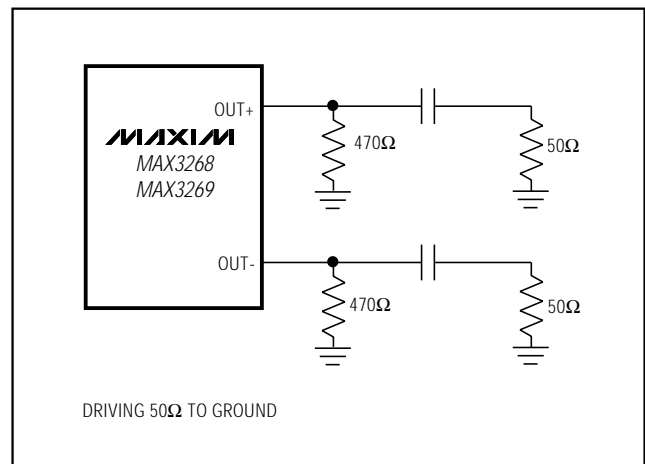 OUT+
MAXIM
MAX3268
MAX3269
470Ω
50Ω
OUT-
470Ω
50Ω
DRIVING 50Ω TO GROUND